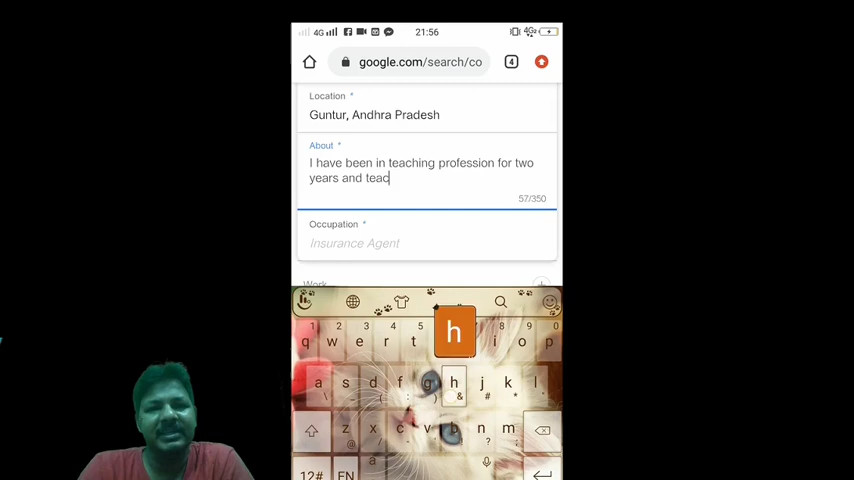 4G 21:56 4G
google.com/search/co 4
Location *
Guntur, Andhra Pradesh
About *
I have been in teaching profession for two
years and teac
57/350
Occupation *
Insurance Agent
Work
1 2 3 4 5 8 9 0
q w e r t i o p
h
a s d f g h j k l
\ / ( : ) & # * '
z x c v b n m
@ ?
12# EN a